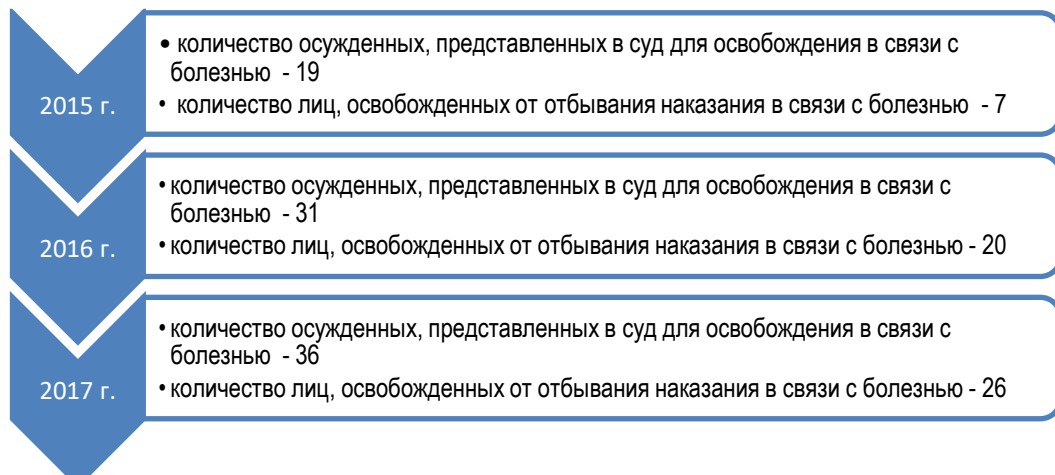 2015 г.
• количество осужденных, представленных в суд для освобождения в связи с
болезнью - 19
• количество лиц, освобожденных от отбывания наказания в связи с болезнью - 7
2016 г.
• количество осужденных, представленных в суд для освобождения в связи с
болезнью - 31
• количество лиц, освобожденных от отбывания наказания в связи с болезнью - 20
2017 г.
• количество осужденных, представленных в суд для освобождения в связи с
болезнью - 36
• количество лиц, освобожденных от отбывания наказания в связи с болезнью - 26